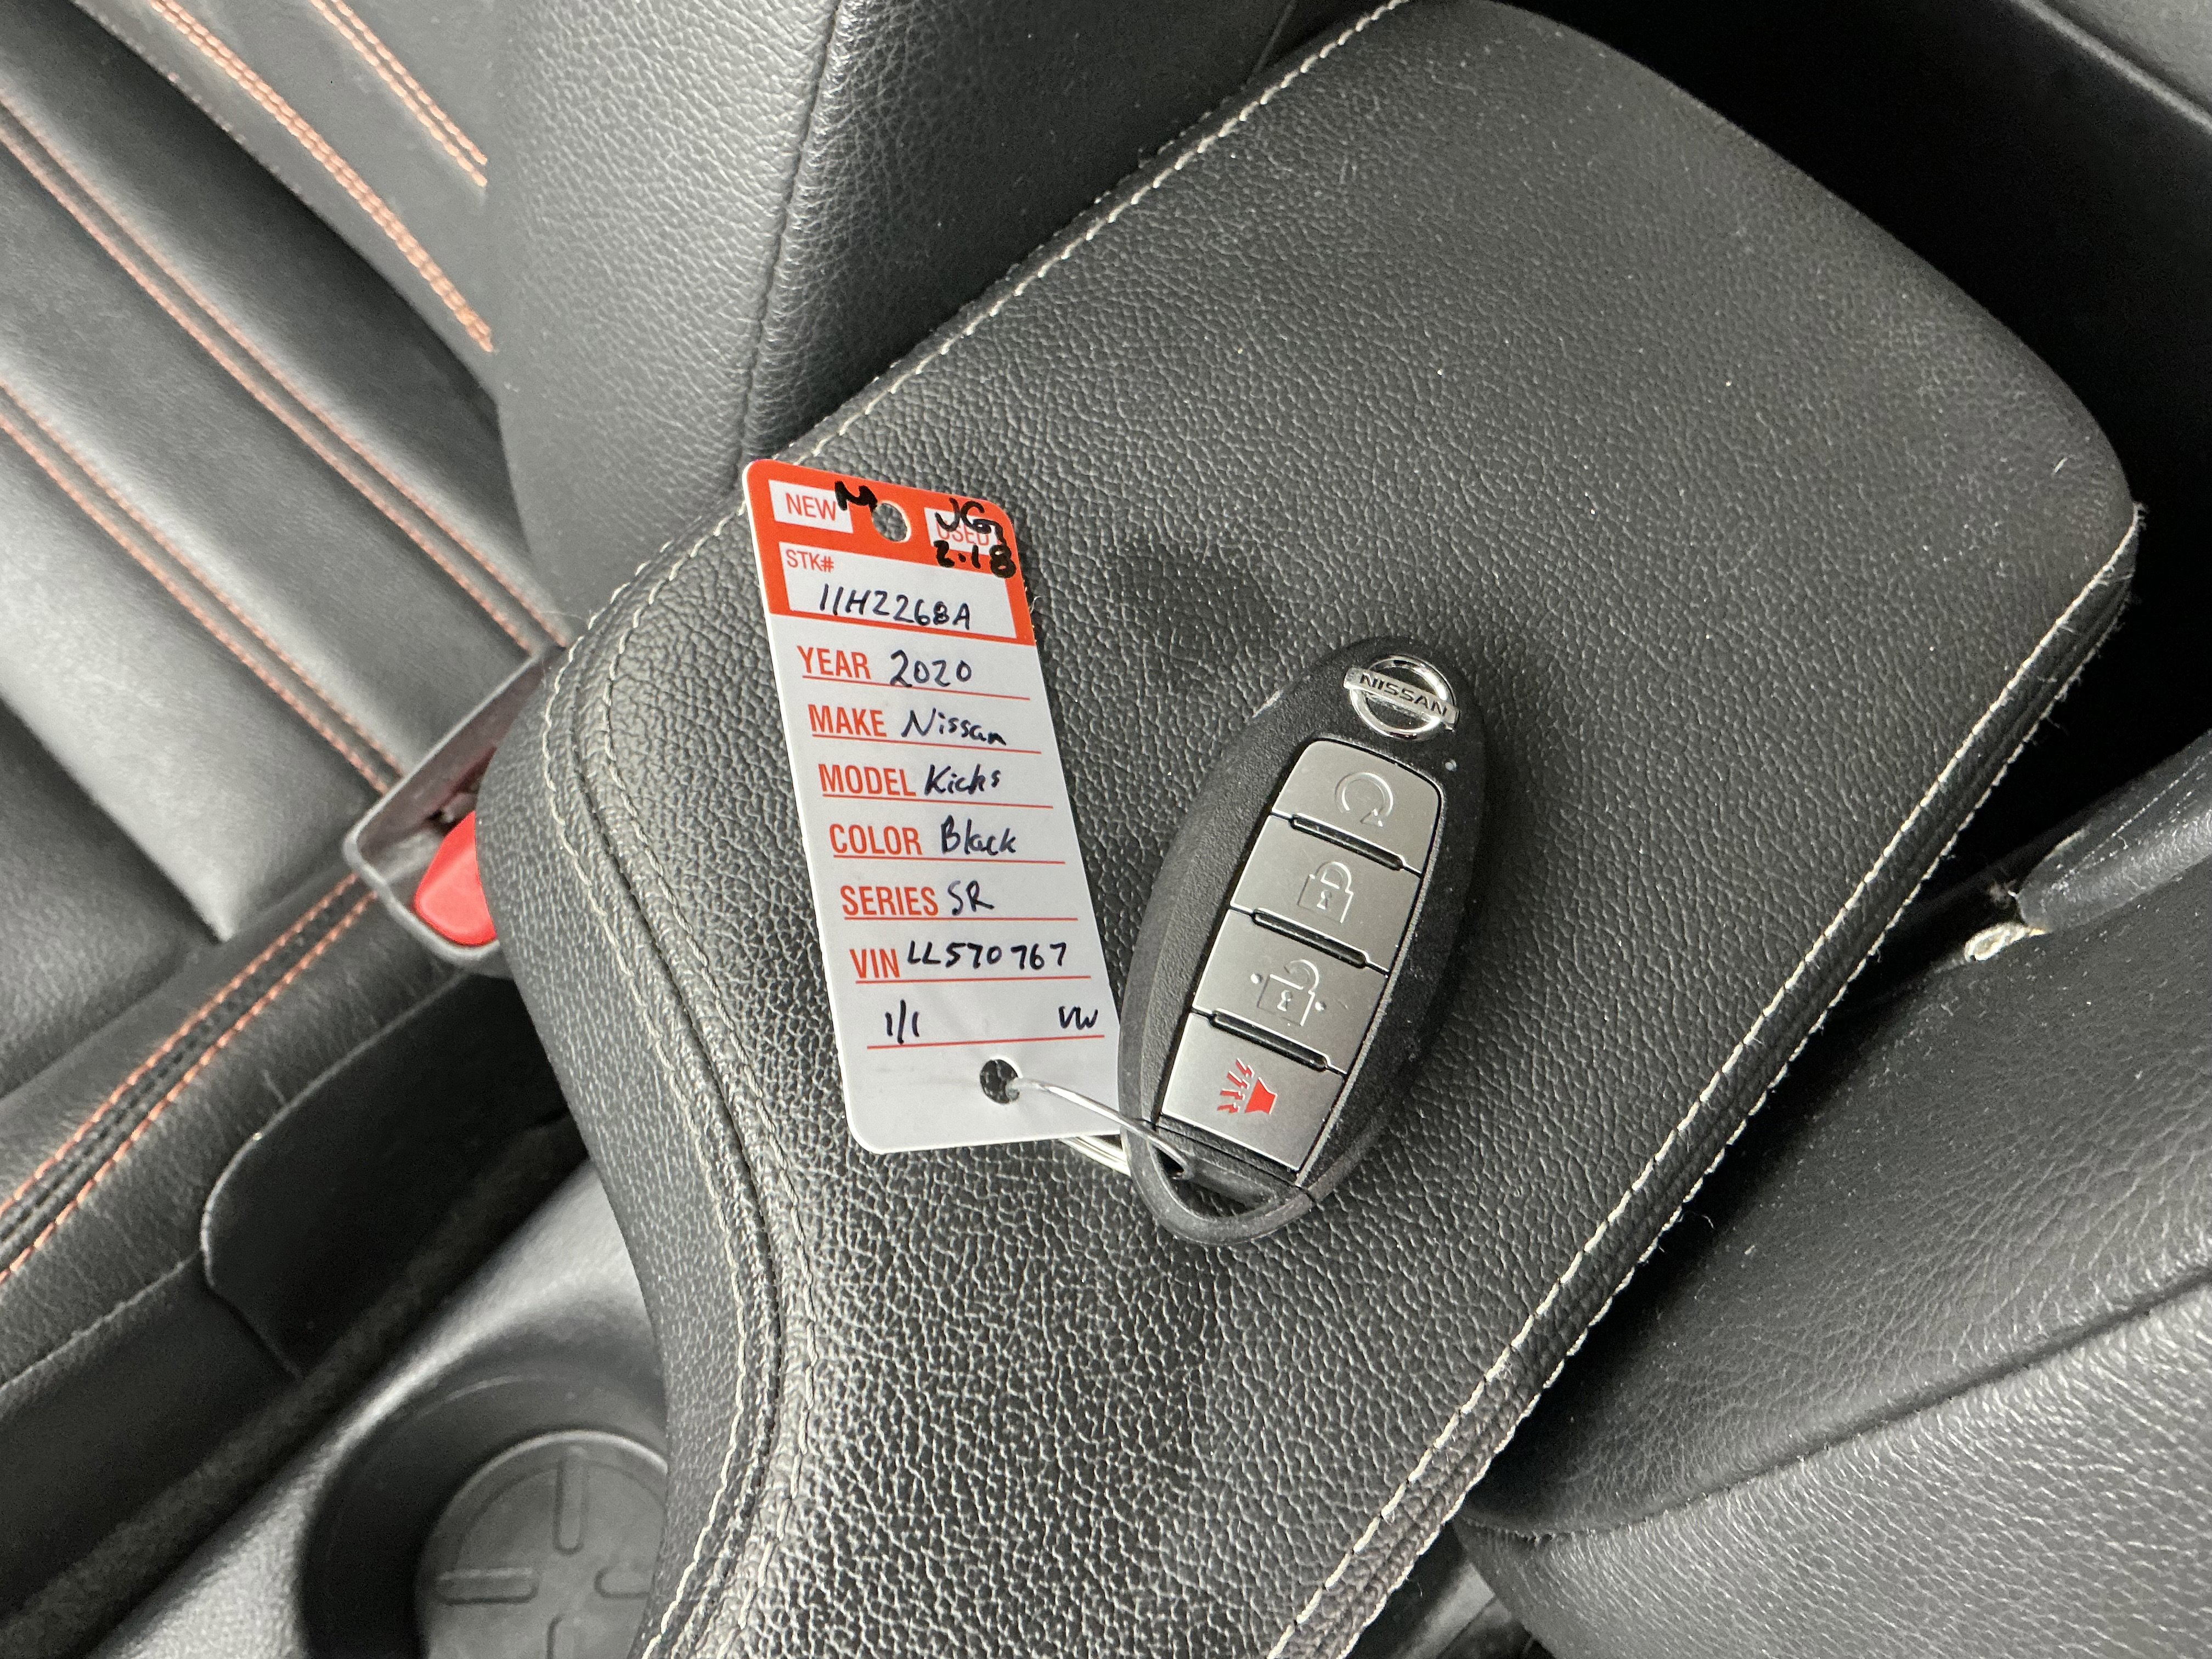 NEW M JG
USED
2.18
STK#
11H2268A
YEAR 2020
MAKE Nissan
MODEL Kicks
COLOR Black
SERIES SR
VIN LL570767
1/1 VW
NISSAN